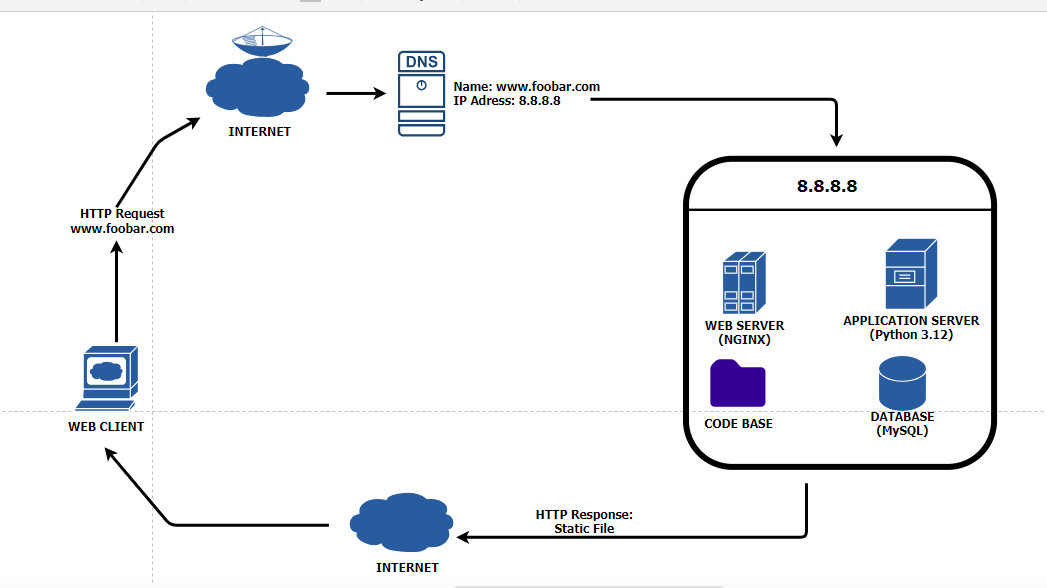 DNS
Name: www.foobar.com
IP Adress: 8.8.8.8
INTERNET
8.8.8.8
HTTP Request
www.foobar.com
WEB SERVER
(NGINX)
APPLICATION SERVER
(Python 3.12)
WEB CLIENT
CODE BASE
DATABASE
(MySQL)
HTTP Response:
Static File
INTERNET